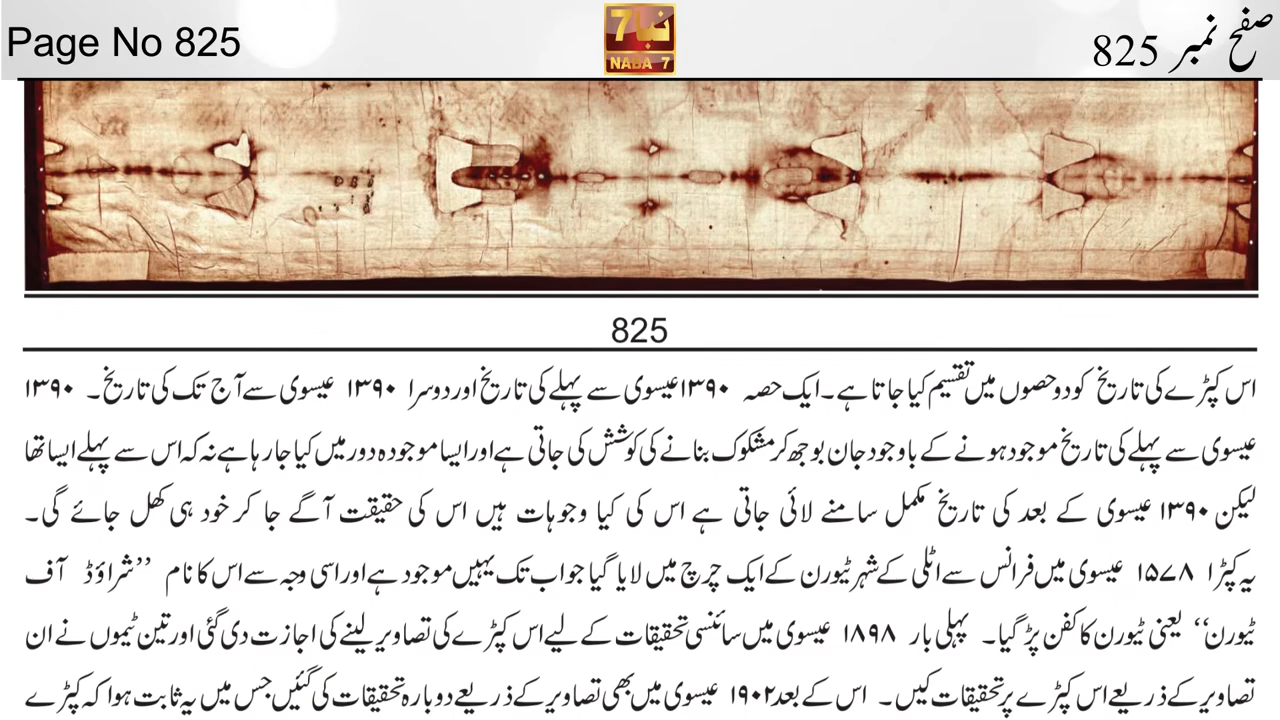 Page No 825
نبا 7
NABA 7
صفحہ نمبر 825
825
اس کپڑے کی تاریخ کو دو حصوں میں تقسیم کیا جاتا ہے۔ ایک حصہ ۱۳۹۰ عیسوی سے پہلے کی تاریخ اور دوسرا ۱۳۹۰ عیسوی سے آج تک کی تاریخ۔ ۱۳۹۰
عیسوی سے پہلے کی تاریخ موجود ہونے کے باوجود جان بوجھ کر مشکوک بنانے کی کوشش کی جاتی ہے اور ایسا موجودہ دور میں کیا جا رہا ہے نہ کہ اس سے پہلے ایسا تھا
لیکن ۱۳۹۰ عیسوی کے بعد کی تاریخ مکمل سامنے لائی جاتی ہے اس کی کیا وجوہات ہیں اس کی حقیقت آگے جا کر خود ہی کھل جائے گی۔
یہ کپڑا ۱۵۷۸ عیسوی میں فرانس سے اٹلی کے شہر ٹیورن کے ایک چرچ میں لایا گیا جو اب تک یہیں موجود ہے اور اسی وجہ سے اس کا نام ”شراؤڈ آف
ٹیورن“ یعنی ٹیورن کا کفن پڑ گیا۔ پہلی بار ۱۸۹۸ عیسوی میں سائنسی تحقیقات کے لیے اس کپڑے کی تصاویر لینے کی اجازت دی گئی اور تین ٹیموں نے ان
تصاویر کے ذریعے اس کپڑے پر تحقیقات کیں۔ اس کے بعد ۱۹۰۲ عیسوی میں بھی تصاویر کے ذریعے دوبارہ تحقیقات کی گئیں جس میں یہ ثابت ہوا کہ کپڑے